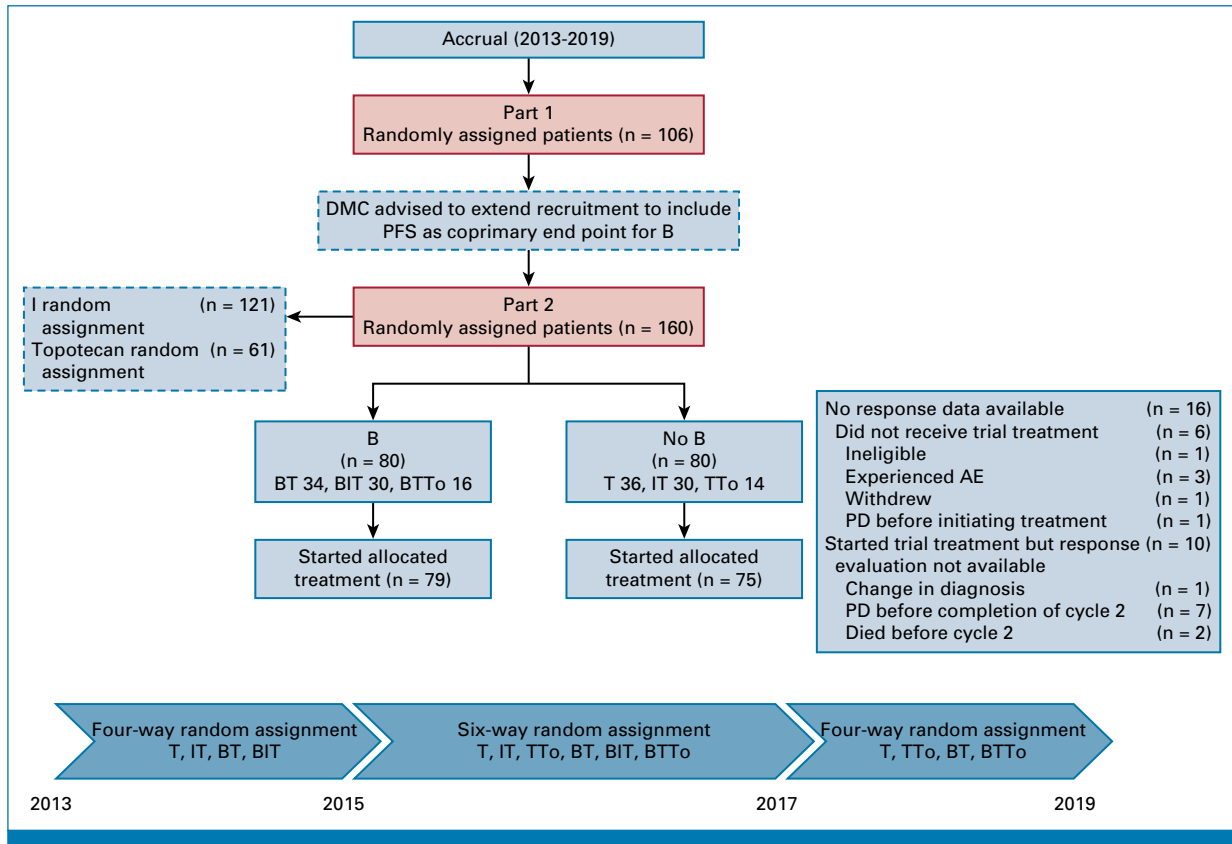 Accrual (2013-2019)
Part 1
Randomly assigned patients (n = 106)
DMC advised to extend recruitment to include
PFS as coprimary end point for B
Part 2
Randomly assigned patients (n = 160)
I random (n = 121)
assignment
Topotecan random (n = 61)
assignment
B
(n = 80)
BT 34, BIT 30, BTTo 16
No B
(n = 80)
T 36, IT 30, TTo 14
Started allocated
treatment (n = 79)
Started allocated
treatment (n = 75)
No response data available (n = 16)
Did not receive trial treatment (n = 6)
Ineligible (n = 1)
Experienced AE (n = 3)
Withdrew (n = 1)
PD before initiating treatment (n = 1)
Started trial treatment but response (n = 10)
evaluation not available
Change in diagnosis (n = 1)
PD before completion of cycle 2 (n = 7)
Died before cycle 2 (n = 2)
Four-way random assignment
T, IT, BT, BIT
Six-way random assignment
T, IT, TTo, BT, BIT, BTTo
Four-way random assignment
T, TTo, BT, BTTo
2013 2015 2017 2019